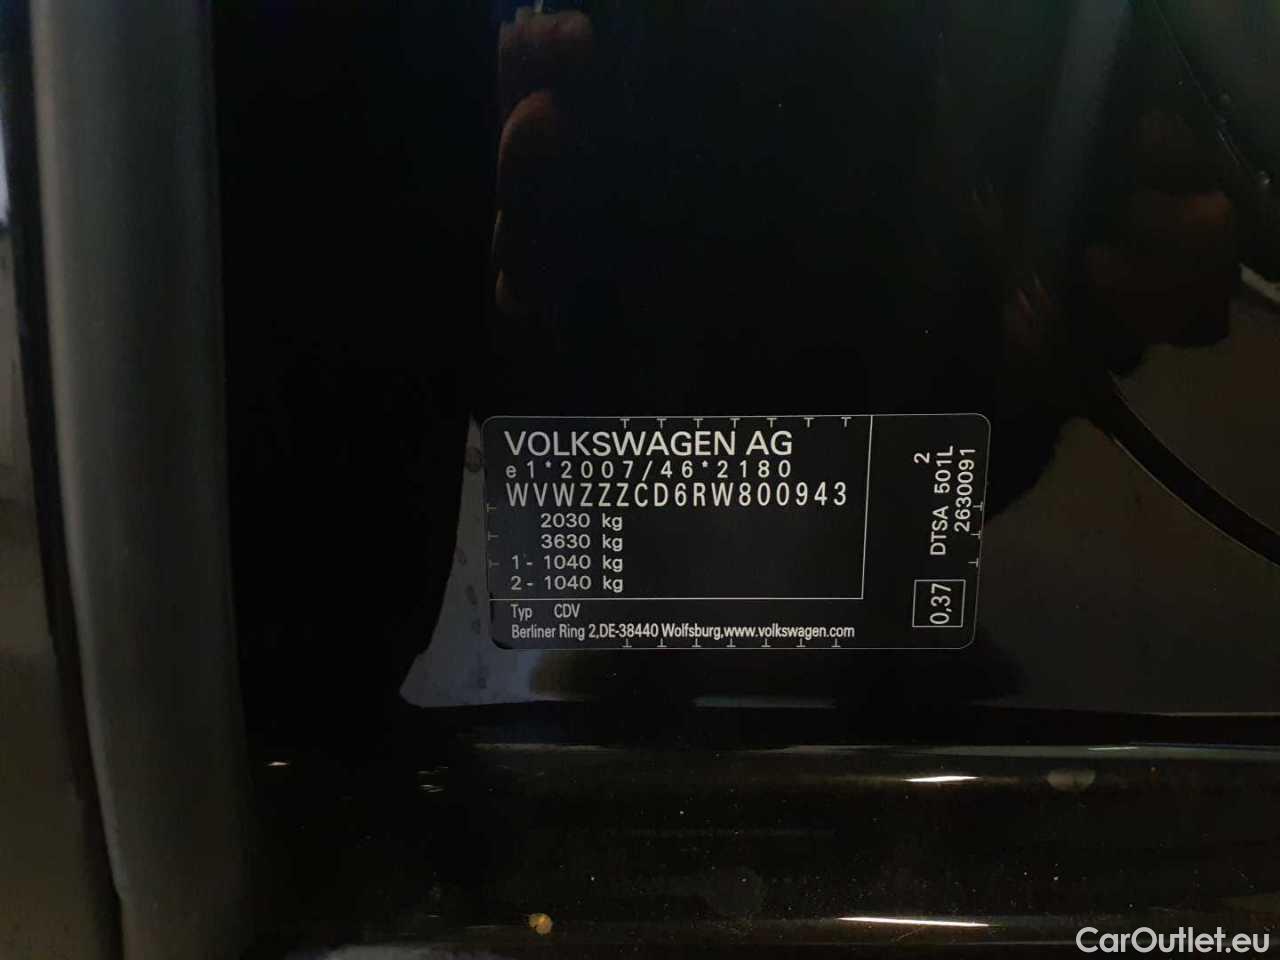 VOLKSWAGEN AG
e1*2007/46*2180
WVWZZZCD6RW800943
2030 kg
3630 kg
1- 1040 kg
2- 1040 kg
Typ CDV
Berliner Ring 2,DE-38440 Wolfsburg,www.volkswagen.com
2
DTSA 501L
2630091
0,37
CarOutlet.eu